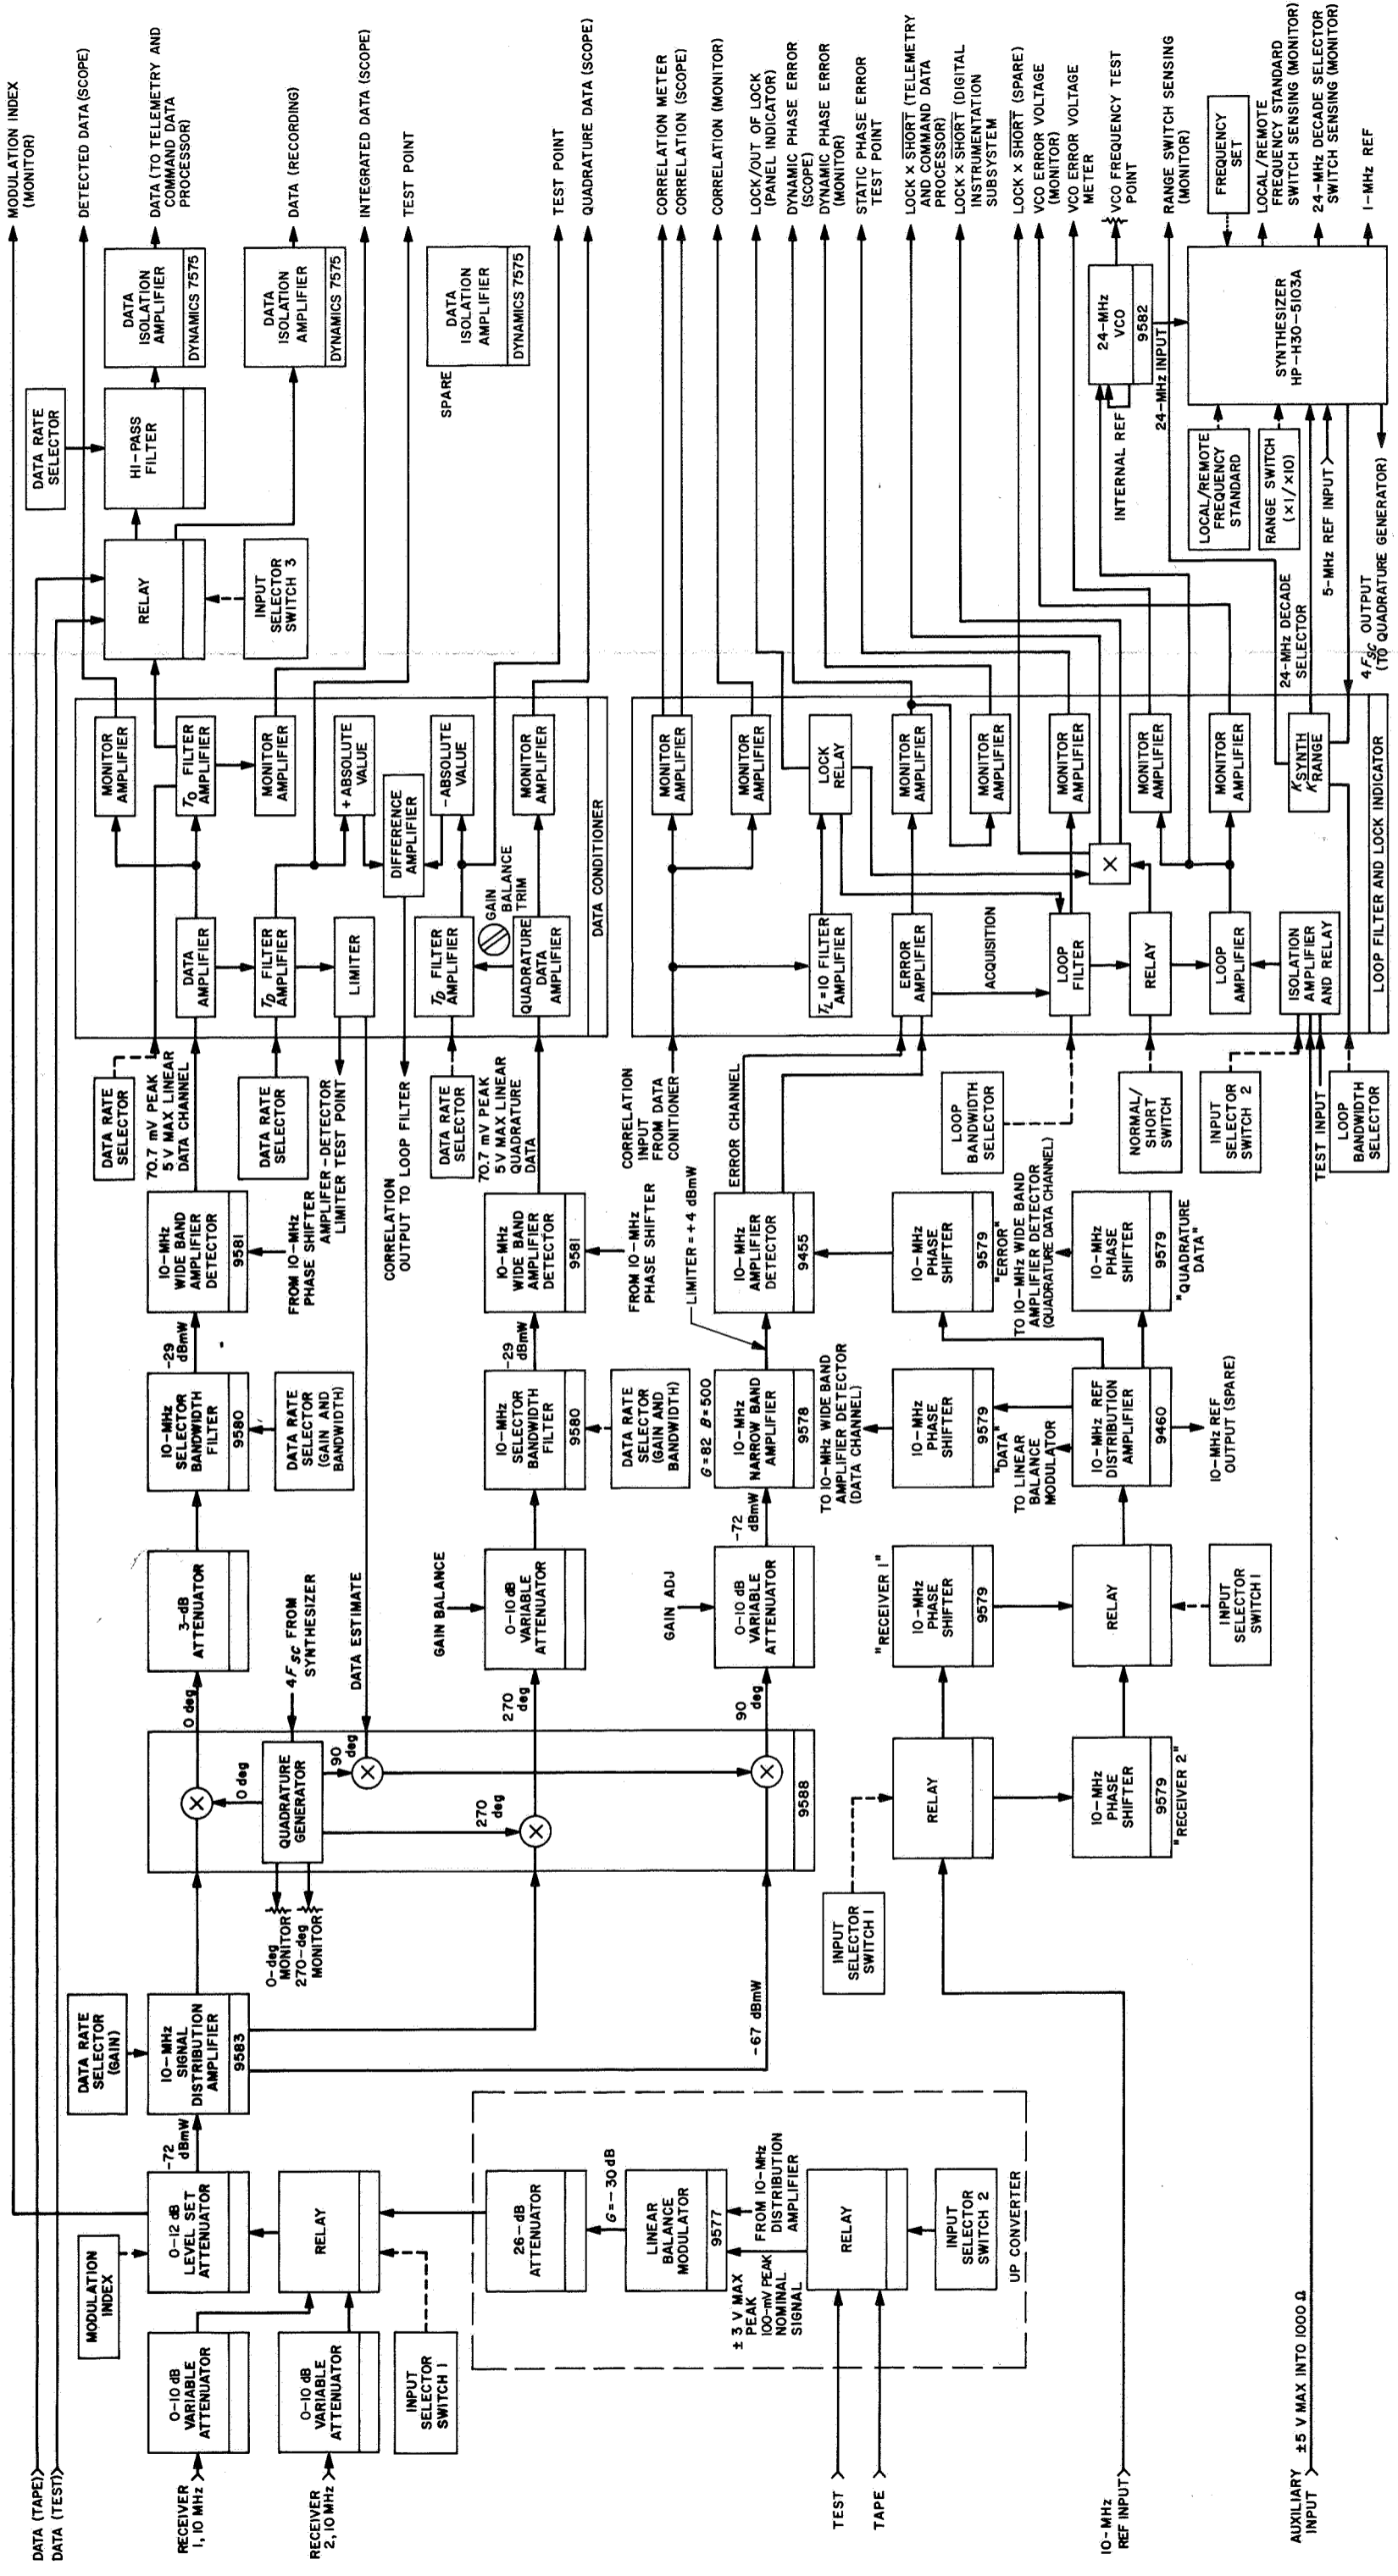 DATA (TAPE)
DATA (TEST)
RECEIVER
1, 10 MHz
RECEIVER
2, 10 MHz
0-10 dB
VARIABLE
ATTENUATOR
0-10 dB
VARIABLE
ATTENUATOR
INPUT
SELECTOR
SWITCH 1
MODULATION
INDEX
0-12 dB
LEVEL SET
ATTENUATOR
RELAY
-72
dBmW
DATA RATE
SELECTOR
(GAIN)
10-MHz
SIGNAL
DISTRIBUTION
AMPLIFIER
9583
26-dB
ATTENUATOR
G=-30 dB
LINEAR
BALANCE
MODULATOR
9577
± 3 V MAX
PEAK
100-mV PEAK
NOMINAL
SIGNAL
FROM 10-MHz
DISTRIBUTION
AMPLIFIER
RELAY
INPUT
SELECTOR
SWITCH 2
UP CONVERTER
TEST
TAPE
10-MHz
REF INPUT
AUXILIARY
INPUT
±5 V MAX INTO 1000 Ω
-67 dBmW
0-deg
MONITOR
270-deg
MONITOR
QUADRATURE
GENERATOR
0 deg
90
deg
270
deg
9588
0 deg
4FSC FROM
SYNTHESIZER
DATA ESTIMATE
270
deg
90
deg
INPUT
SELECTOR
SWITCH 1
RELAY
10-MHz
PHASE
SHIFTER
9579
"RECEIVER 2"
3-dB
ATTENUATOR
GAIN BALANCE
0-10 dB
VARIABLE
ATTENUATOR
GAIN ADJ
0-10 dB
VARIABLE
ATTENUATOR
-72
dBmW
"RECEIVER 1"
10-MHz
PHASE
SHIFTER
9579
RELAY
INPUT
SELECTOR
SWITCH 1
10-MHz
SELECTOR
BANDWIDTH
FILTER
9580
DATA RATE
SELECTOR
(GAIN AND
BANDWIDTH)
-29
dBmW
10-MHz
SELECTOR
BANDWIDTH
FILTER
9580
DATA RATE
SELECTOR
(GAIN AND
BANDWIDTH)
-29
dBmW
G=82 B=500
10-MHz
NARROW BAND
AMPLIFIER
9578
LIMITER = +4 dBmW
TO 10-MHz WIDE BAND
AMPLIFIER DETECTOR
(DATA CHANNEL)
10-MHz
PHASE
SHIFTER
9579
"DATA"
TO LINEAR
BALANCE
MODULATOR
10-MHz REF
DISTRIBUTION
AMPLIFIER
9460
10-MHz REF
OUTPUT (SPARE)
10-MHz
WIDE BAND
AMPLIFIER
DETECTOR
9581
FROM 10-MHz
PHASE SHIFTER
10-MHz
WIDE BAND
AMPLIFIER
DETECTOR
9581
FROM 10-MHz
PHASE SHIFTER
10-MHz
AMPLIFIER
DETECTOR
9455
10-MHz
PHASE
SHIFTER
9579
"ERROR"
TO 10-MHz WIDE BAND
AMPLIFIER DETECTOR
(QUADRATURE DATA CHANNEL)
10-MHz
PHASE
SHIFTER
9579
"QUADRATURE
DATA"
DATA RATE
SELECTOR
70.7 mV PEAK
5 V MAX LINEAR
DATA CHANNEL
DATA RATE
SELECTOR
AMPLIFER-DETECTOR
LIMITER TEST POINT
CORRELATION
OUTPUT TO LOOP FILTER
DATA RATE
SELECTOR
70.7 mV PEAK
5 V MAX LINEAR
QUADRATURE
DATA
CORRELATION
INPUT
FROM DATA
CONITIONER
ERROR CHANNEL
LOOP
BANDWIDTH
SELECTOR
NORMAL/
SHORT
SWITCH
INPUT
SELECTOR
SWITCH 2
TEST INPUT
LOOP
BANDWIDTH
SELECTOR
DATA
AMPLIFIER
TD FILTER
AMPLIFIER
LIMITER
TD FILTER
AMPLIFIER
GAIN
BALANCE
TRIM
QUADRATURE
DATA
AMPLIFIER
MONITOR
AMPLIFIER
TD FILTER
AMPLIFIER
MONITOR
AMPLIFIER
+ ABSOLUTE
VALUE
DIFFERENCE
AMPLIFIER
-ABSOLUTE
VALUE
MONITOR
AMPLIFIER
DATA CONDITIONER
TL=10 FILTER
AMPLIFIER
ERROR
AMPLIFIER
ACQUISITION
LOOP
FILTER
RELAY
LOOP
AMPLIFIER
ISOLATION
AMPLIFIER
AND RELAY
MONITOR
AMPLIFIER
MONITOR
AMPLIFIER
LOCK
RELAY
MONITOR
AMPLIFIER
MONITOR
AMPLIFIER
MONITOR
AMPLIFIER
MONITOR
AMPLIFIER
MONITOR
AMPLIFIER
KSYNTH
KRANGE
LOOP FILTER AND LOCK INDICATOR
RELAY
INPUT
SELECTOR
SWITCH 3
DATA RATE
SELECTOR
HI-PASS
FILTER
DATA
ISOLATION
AMPLIFIER
DYNAMICS 7575
DATA
ISOLATION
AMPLIFIER
DYNAMICS 7575
SPARE
DATA
ISOLATION
AMPLIFIER
DYNAMICS 7575
24-MHz DECADE
SELECTOR
5-MHz REF INPUT
4FSC OUTPUT
(TO QUADRATURE GENERATOR)
INTERNAL REF
24-MHz
VCO
9582
24-MHz INPUT
LOCAL/REMOTE
FREQUENCY
STANDARD
RANGE SWITCH
(×1/×10)
SYNTHESIZER
HP-H30-5103A
FREQUENCY
SET
MODULATION INDEX
(MONITOR)
DETECTED DATA (SCOPE)
DATA (TO TELEMETRY AND
COMMAND DATA
PROCESSOR)
DATA (RECORDING)
INTEGRATED DATA (SCOPE)
TEST POINT
TEST POINT
QUADRATURE DATA (SCOPE)
CORRELATION METER
CORRELATION (SCOPE)
CORRELATION (MONITOR)
LOCK/OUT OF LOCK
(PANEL INDICATOR)
DYNAMIC PHASE ERROR
(SCOPE)
DYNAMIC PHASE ERROR
(MONITOR)
STATIC PHASE ERROR
TEST POINT
LOCK × SHORT (TELEMETRY
AND COMMAND DATA
PROCESSOR)
LOCK × SHORT (DIGITAL
INSTRUMENTATION
SUBSYSTEM
LOCK × SHORT (SPARE)
VCO ERROR VOLTAGE
(MONITOR)
VCO ERROR VOLTAGE
METER
VCO FREQUENCY TEST
POINT
RANGE SWITCH SENSING
(MONITOR)
LOCAL/REMOTE
FREQUENCY STANDARD
SWITCH SENSING (MONITOR)
24-MHz DECADE SELECTOR
SWITCH SENSING (MONITOR)
1-MHz REF